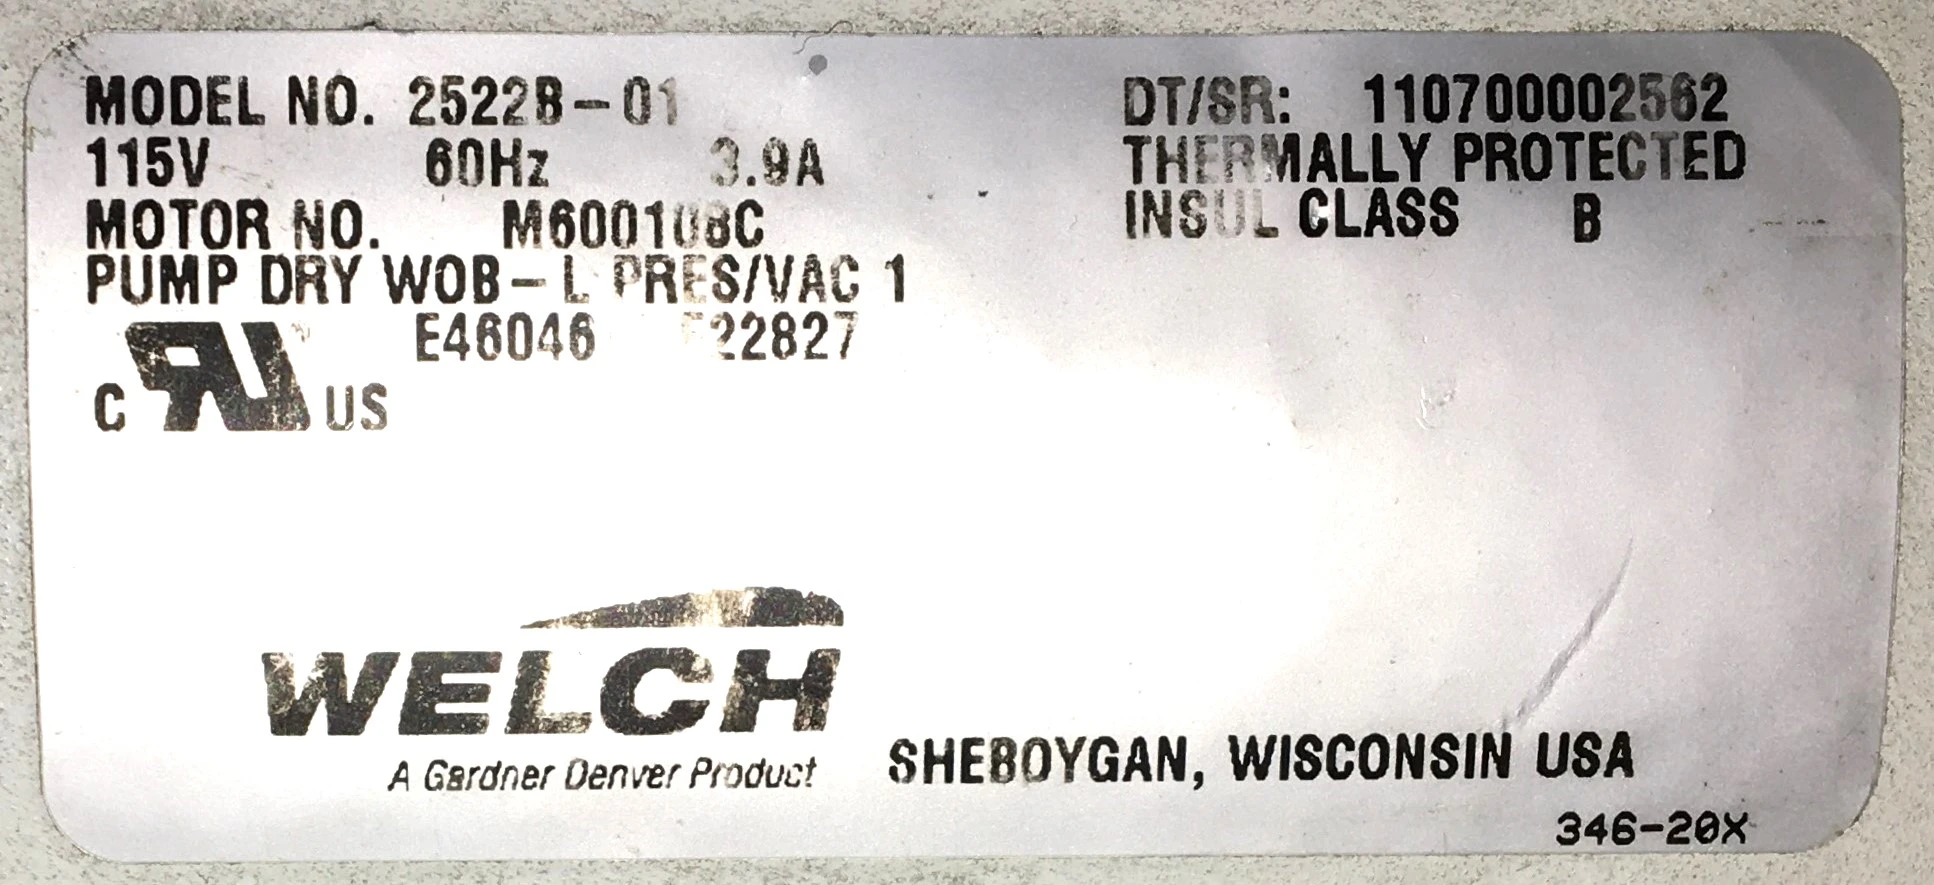 MODEL NO. 2522B-01
115V 60Hz 3.9A
MOTOR NO. M600108C
PUMP DRY WOB-L PRES/VAC 1
E46046
C RU US
DT/SR: 110700002562
THERMALLY PROTECTED
INSUL CLASS B
WELCH
A Gardner Denver Product
SHEBOYGAN, WISCONSIN USA
346-20X